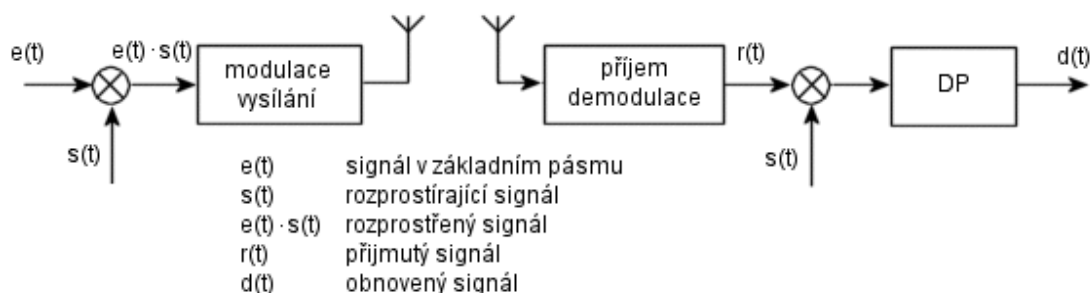 e(t)
e(t) · s(t)
s(t)
modulace
vysílání
příjem
demodulace
r(t)
s(t)
DP
d(t)
e(t) signál v základním pásmu
s(t) rozprostírající signál
e(t) · s(t) rozprostřený signál
r(t) přijmutý signál
d(t) obnovený signál